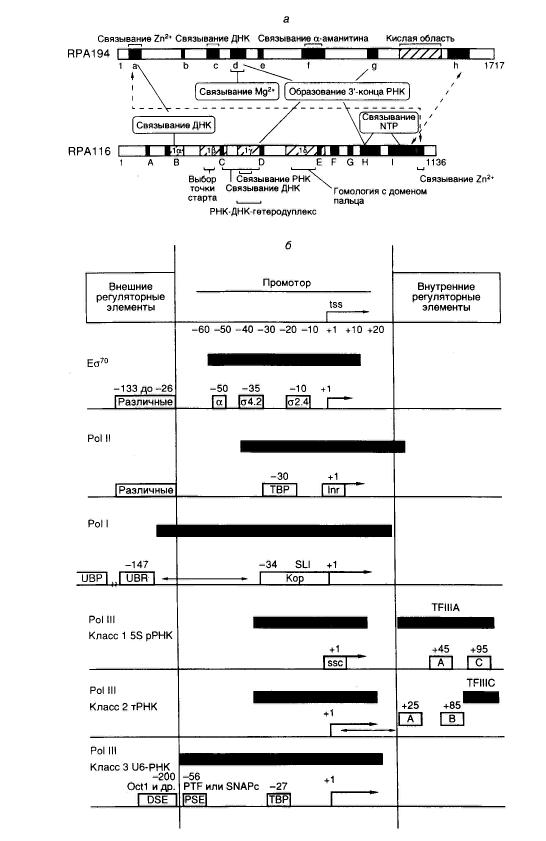 а
Связывание Zn²⁺ Связывание ДНК Связывание α-аманитина Кислая область
RPA194
1 a b c d e f g h 1717
Связывание Mg²⁺ Образование 3'-конца РНК
Связывание ДНК Связывание NTP
RPA116
1α 1β 1γ 1δ
1 A B C D E F G H I 1136
Выбор точки старта
Связывание РНК
Связывание ДНК
Гомология с доменом пальца
Связывание Zn²⁺
РНК-ДНК-гетеродуплекс
б
Внешние регуляторные элементы
Промотор
Внутренние регуляторные элементы
tss
−60 −50 −40 −30 −20 −10 +1 +10 +20
Eσ⁷⁰
−133 до −26 −50 −35 −10 +1
Различные α σ4.2 σ2.4
Pol II
−30 +1
Различные TBP Inr
Pol I
−147 −34 SLI +1
UBP UBR Кор
Pol III
Класс 1 5S рРНК
TFIIIA
+1 +45 +95
ssc A C
Pol III
Класс 2 тРНК
TFIIIC
+1 +25 +85
A B
Pol III
Класс 3 U6-РНК
−200 −56 +1
Oct1 и др. PTF или SNAPc −27
DSE PSE TBP